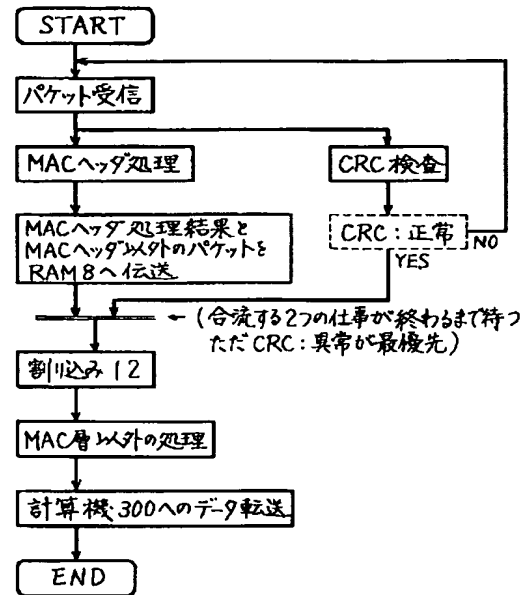 START
パケット受信
MACヘッダ処理
CRC検査
MACヘッダ処理結果と
MACヘッダ以外のパケットを
RAM8へ伝送
CRC:正常
NO
YES
←(合流する2つの仕事が終わるまで待つ
ただCRC:異常が最優先)
割り込み12
MAC層以外の処理
計算機300へのデータ転送
END